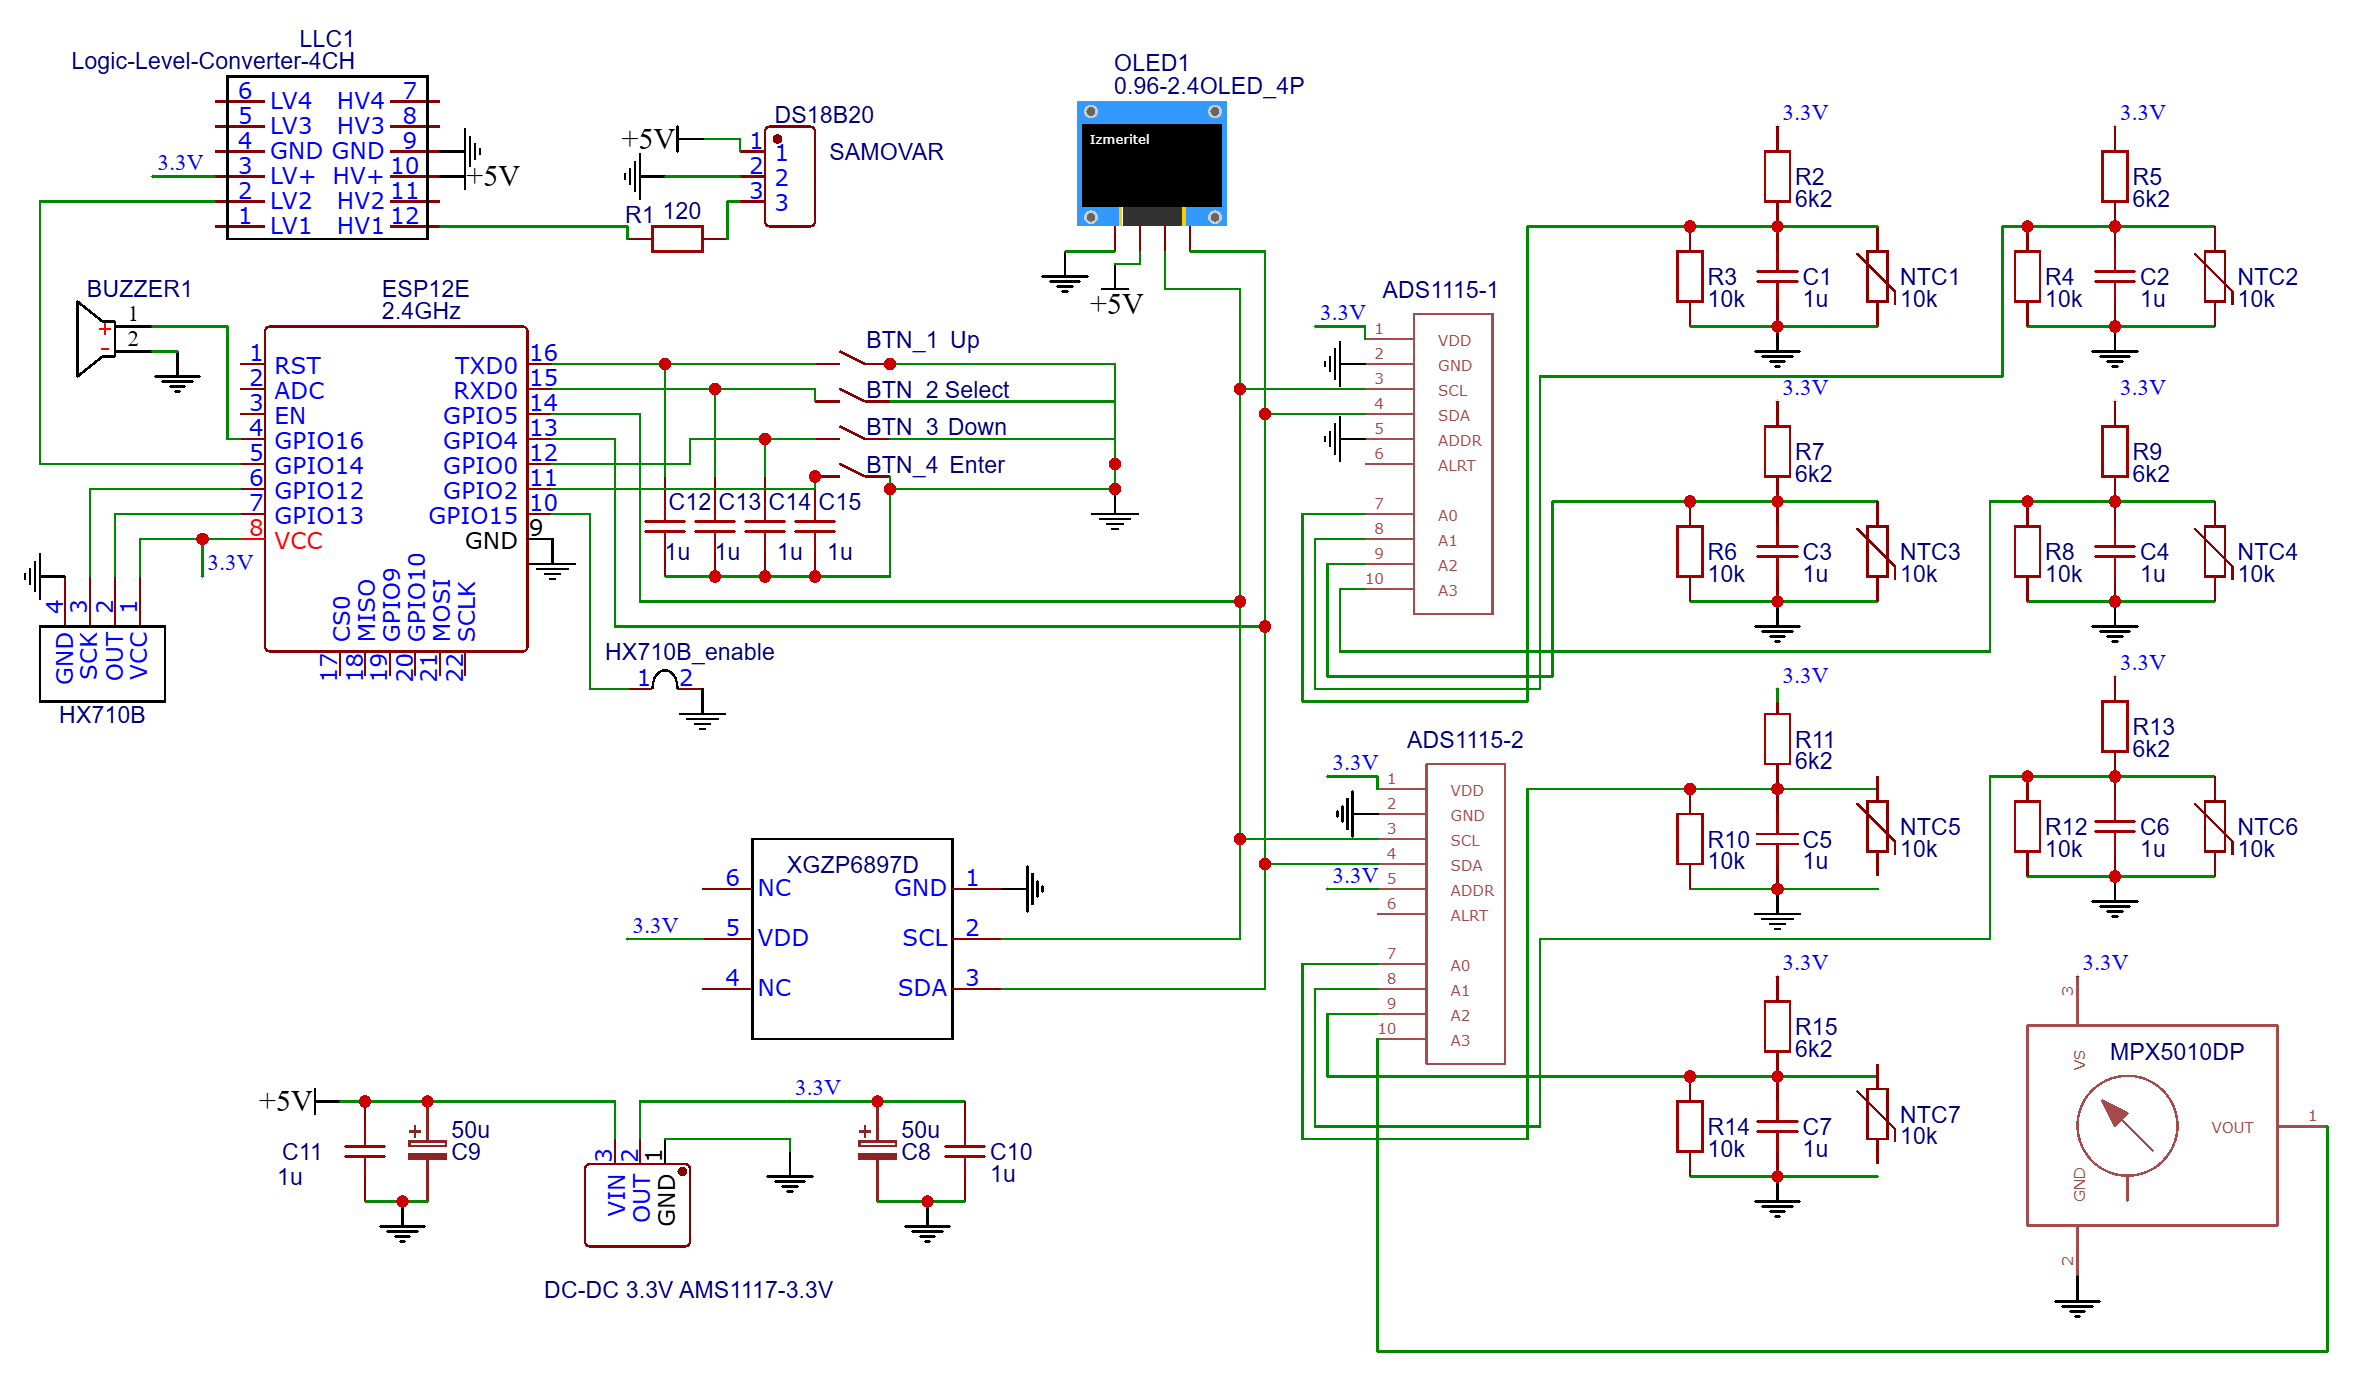 LLC1
Logic-Level-Converter-4CH
6 LV4 HV4 7
5 LV3 HV3 8
4 GND GND 9
3.3V 3 LV+ HV+ 10 +5V
2 LV2 HV2 11
1 LV1 HV1 12
DS18B20
SAMOVAR
+5V 1 1
2 2
3 3
R1 120
OLED1
0.96-2.4OLED_4P
Izmeritel
+5V
BUZZER1
+ 1
- 2
ESP12E
2.4GHz
1 RST TXD0 16
2 ADC RXD0 15
3 EN GPIO5 14
4 GPIO16 GPIO4 13
5 GPIO14 GPIO0 12
6 GPIO12 GPIO2 11
7 GPIO13 GPIO15 10
8 VCC GND 9
3.3V
CS0 MISO GPIO9 GPIO10 MOSI SCLK
17 18 19 20 21 22
BTN_1 Up
BTN_2 Select
BTN_3 Down
BTN_4 Enter
C12 C13 C14 C15
1u 1u 1u 1u
4 3 2 1
GND SCK OUT VCC
HX710B
HX710B_enable
1 2
ADS1115-1
3.3V
1 VDD
2 GND
3 SCL
4 SDA
5 ADDR
6 ALRT
7 A0
8 A1
9 A2
10 A3
ADS1115-2
3.3V
1 VDD
2 GND
3 SCL
4 SDA
3.3V 5 ADDR
6 ALRT
7 A0
8 A1
9 A2
10 A3
XGZP6897D
6 NC GND 1
3.3V 5 VDD SCL 2
4 NC SDA 3
+5V
C11
1u
+ 50u
C9
3 2 1
VIN OUT GND
3.3V
+ 50u
C8
C10
1u
DC-DC 3.3V AMS1117-3.3V
3.3V
R2
6k2
R3
10k
C1
1u
NTC1
10k
3.3V
R5
6k2
R4
10k
C2
1u
NTC2
10k
3.3V
R7
6k2
R6
10k
C3
1u
NTC3
10k
3.3V
R9
6k2
R8
10k
C4
1u
NTC4
10k
3.3V
R11
6k2
R10
10k
C5
1u
NTC5
10k
3.3V
R13
6k2
R12
10k
C6
1u
NTC6
10k
3.3V
R15
6k2
R14
10k
C7
1u
NTC7
10k
3.3V
3
VS
MPX5010DP
VOUT 1
GND
2